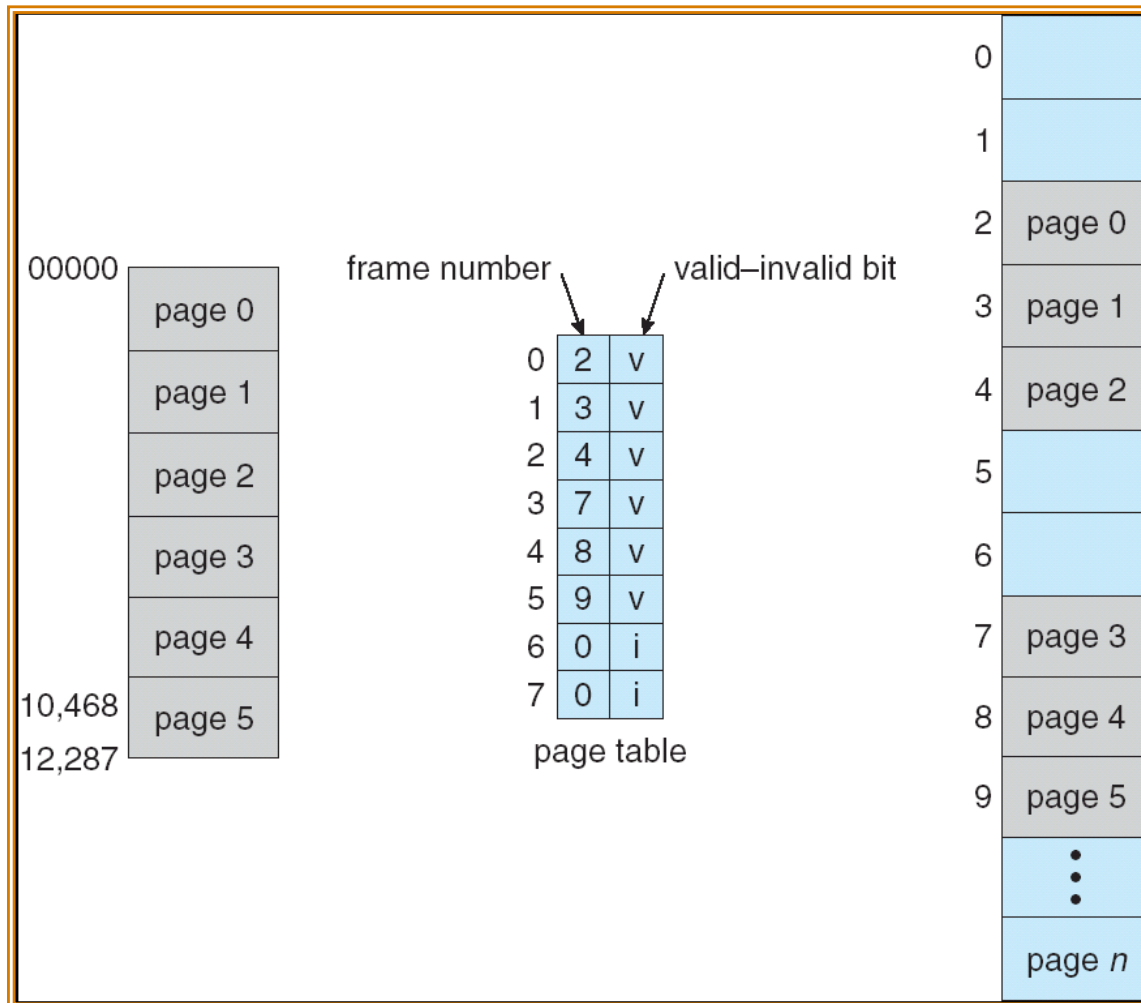 00000
page 0
page 1
page 2
page 3
page 4
10,468
page 5
12,287
frame number
valid–invalid bit
0 2 v
1 3 v
2 4 v
3 7 v
4 8 v
5 9 v
6 0 i
7 0 i
page table
0
1
2 page 0
3 page 1
4 page 2
5
6
7 page 3
8 page 4
9 page 5
page n